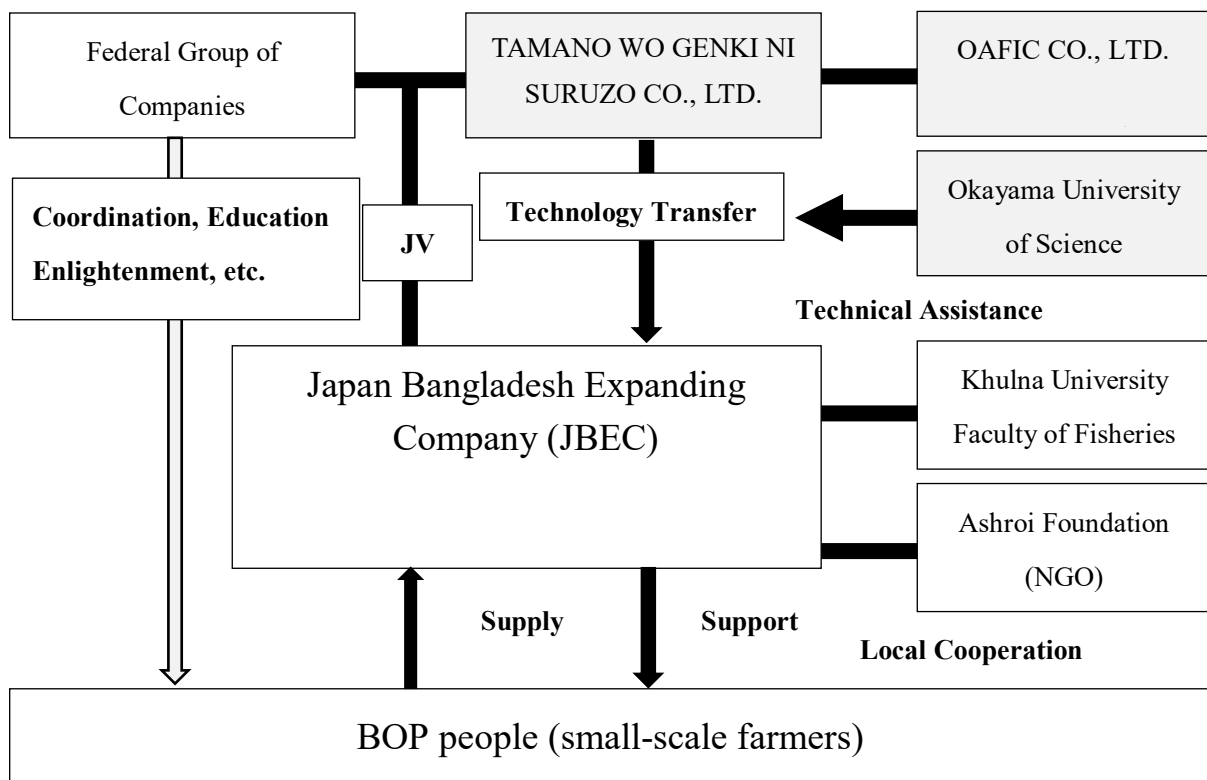 Federal Group of
Companies
TAMANO WO GENKI NI
SURUZO CO., LTD.
OAFIC CO., LTD.
Coordination, Education
Enlightenment, etc.
JV
Technology Transfer
Okayama University
of Science
Technical Assistance
Japan Bangladesh Expanding
Company (JBEC)
Khulna University
Faculty of Fisheries
Ashroi Foundation
(NGO)
Supply
Support
Local Cooperation
BOP people (small-scale farmers)